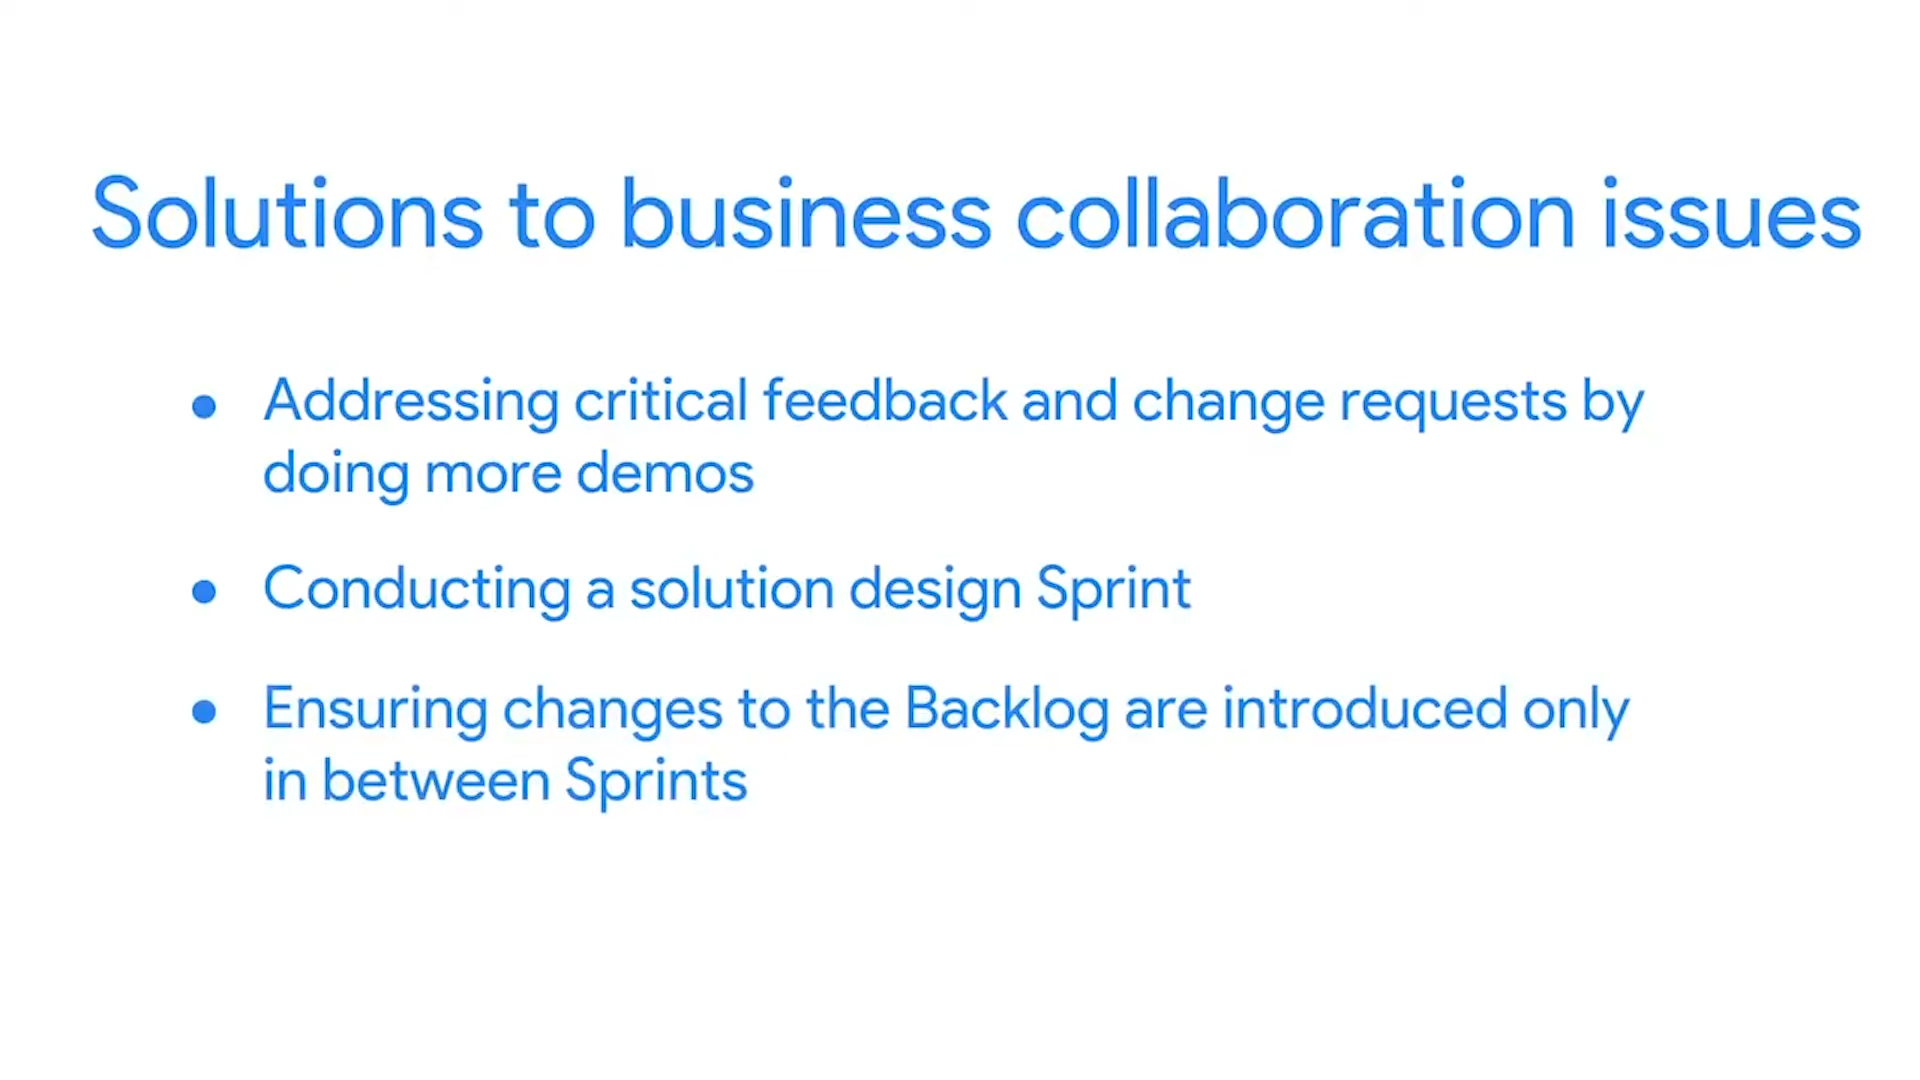 Solutions to business collaboration issues
● Addressing critical feedback and change requests by
doing more demos
● Conducting a solution design Sprint
● Ensuring changes to the Backlog are introduced only
in between Sprints